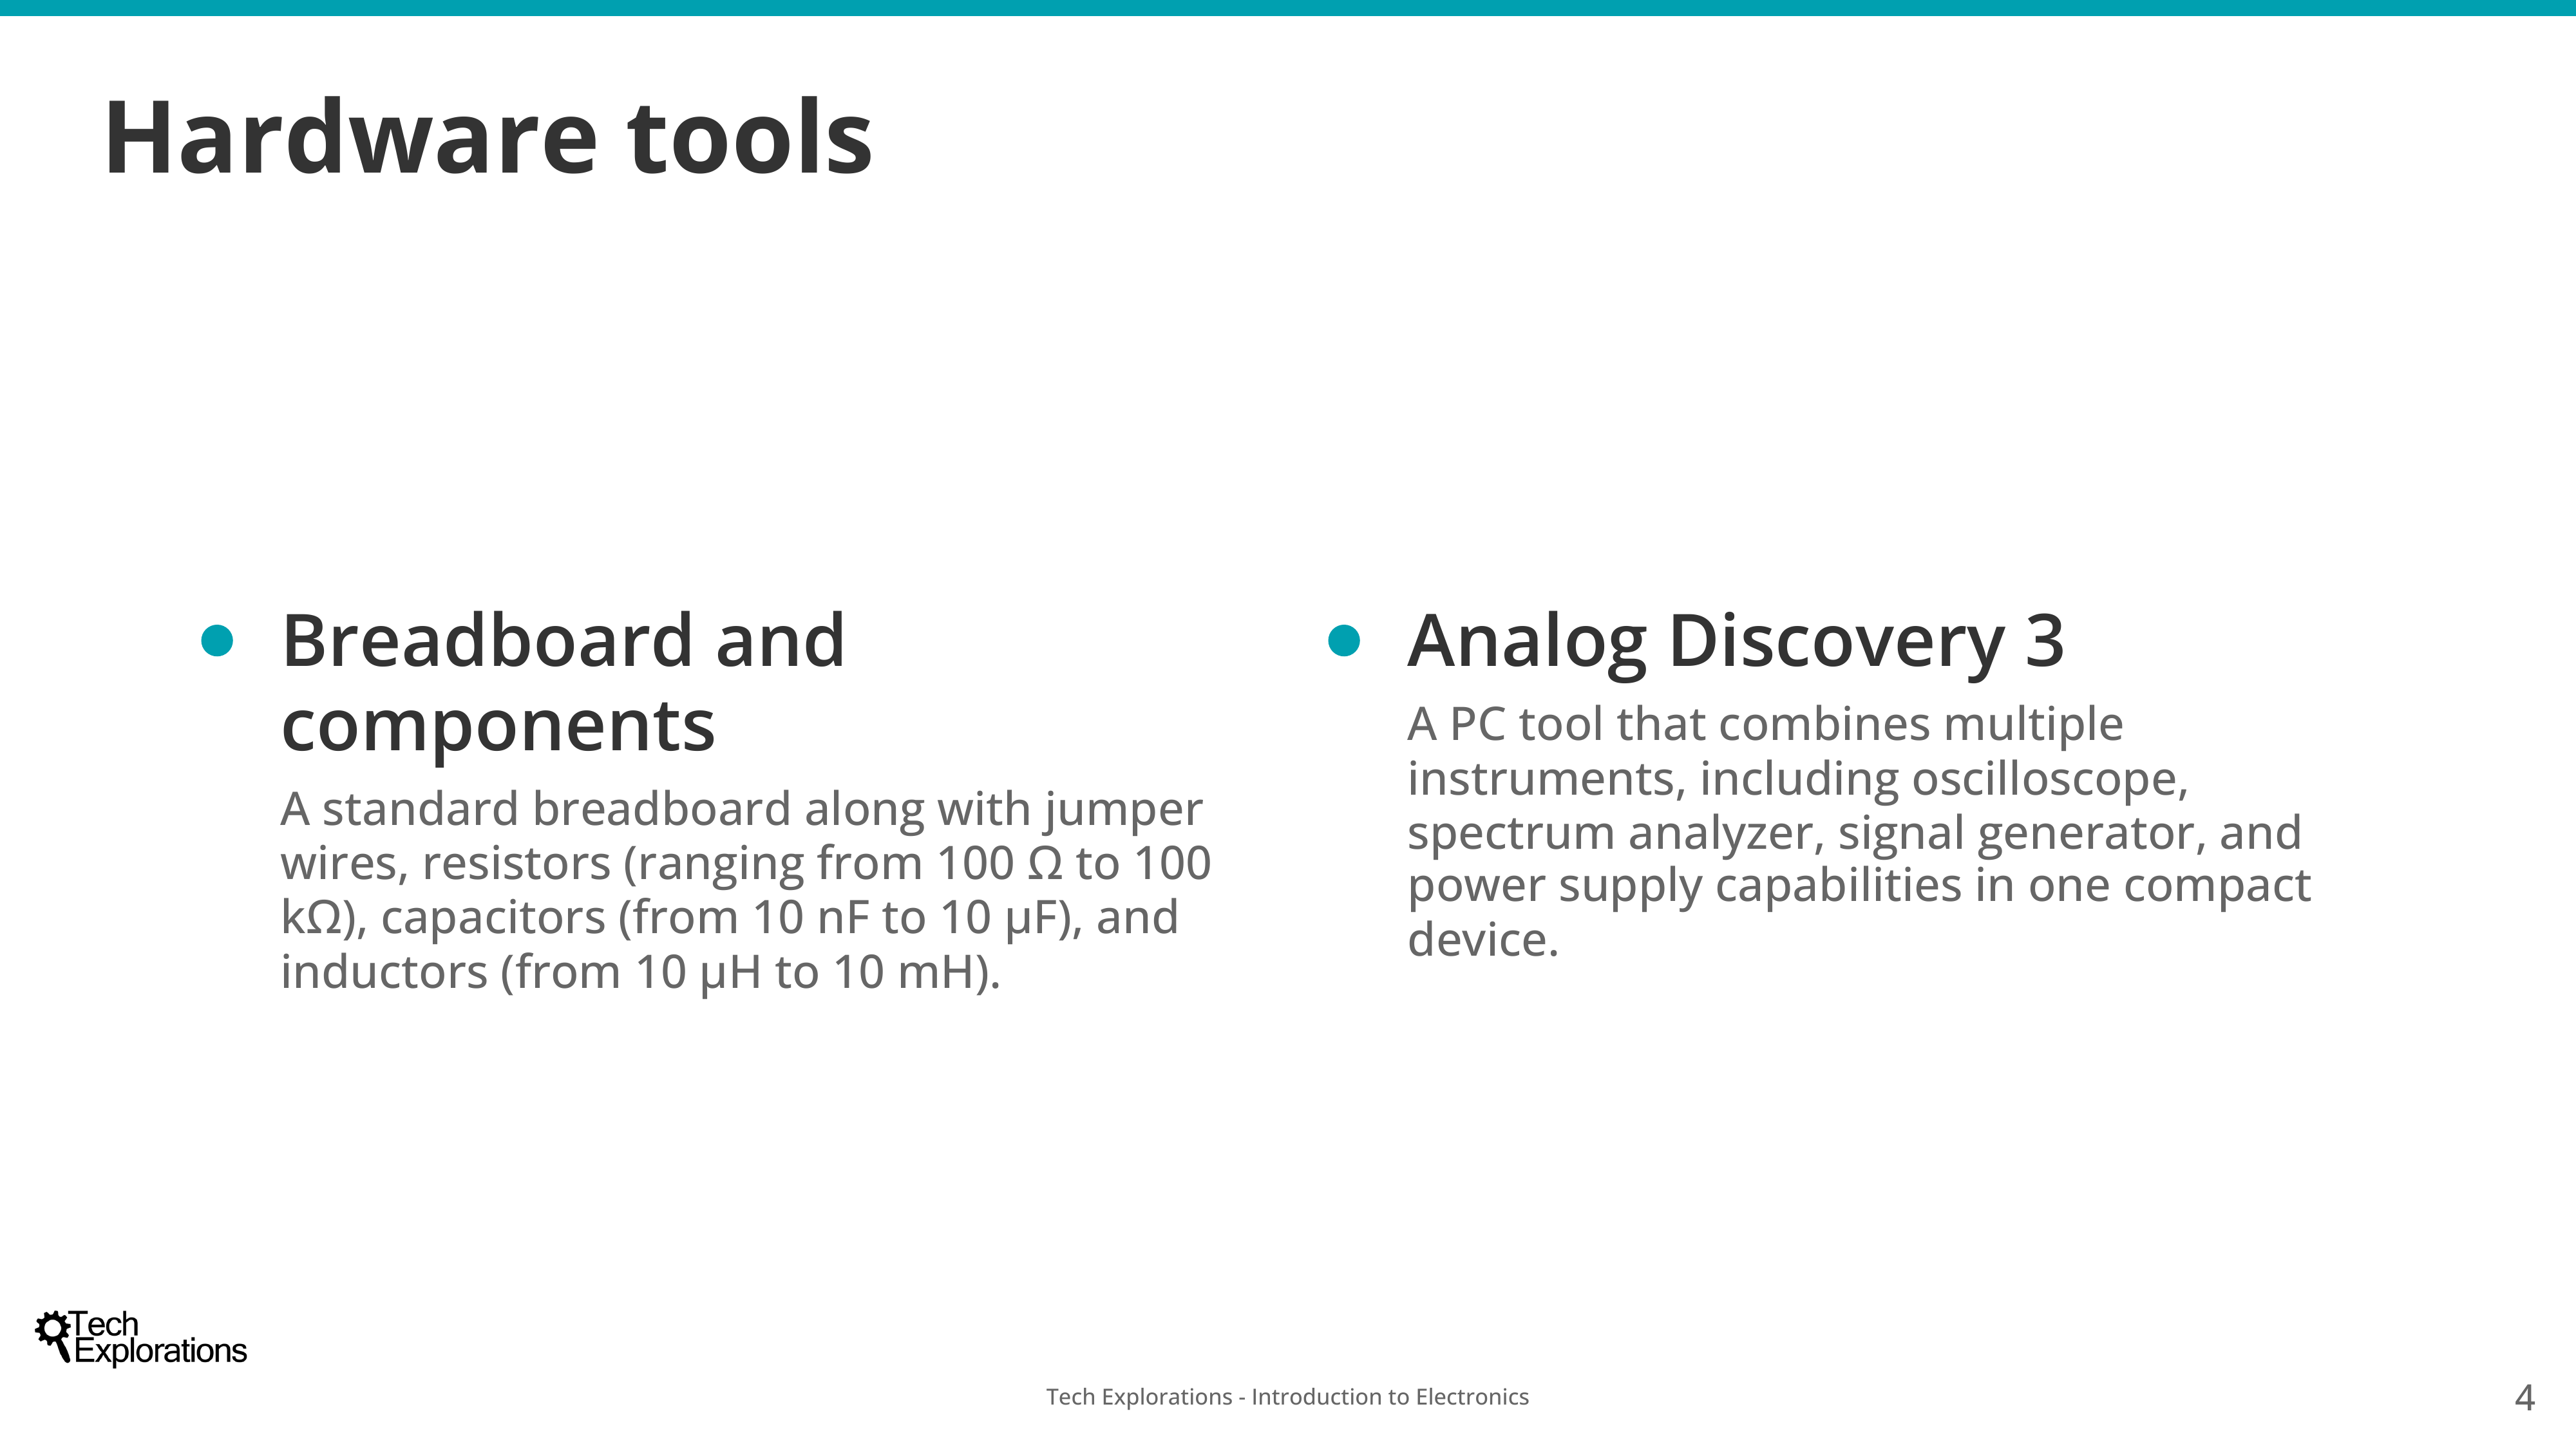 Hardware tools
Breadboard and
components
A standard breadboard along with jumper
wires, resistors (ranging from 100 Ω to 100
kΩ), capacitors (from 10 nF to 10 µF), and
inductors (from 10 µH to 10 mH).
Analog Discovery 3
A PC tool that combines multiple
instruments, including oscilloscope,
spectrum analyzer, signal generator, and
power supply capabilities in one compact
device.
Tech
Explorations
Tech Explorations - Introduction to Electronics
4